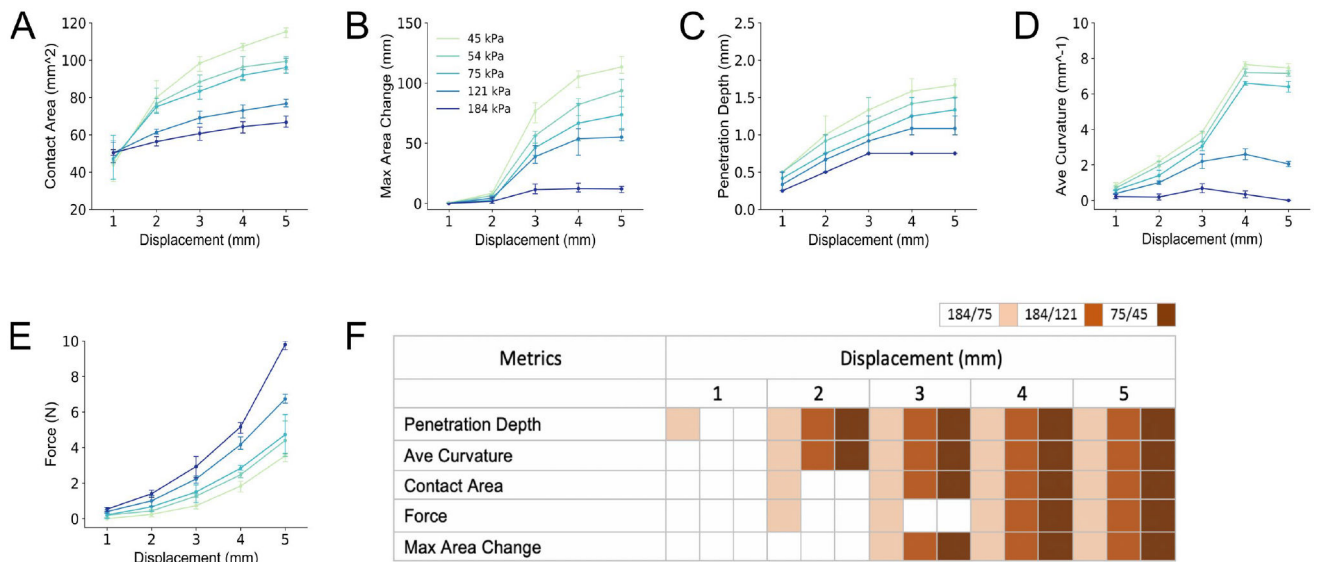 A
Contact Area (mm^2)
120
100
80
60
40
20
1 2 3 4 5
Displacement (mm)
B
Max Area Change (mm)
150
100
50
0
45 kPa
54 kPa
75 kPa
121 kPa
184 kPa
1 2 3 4 5
Displacement (mm)
C
Penetration Depth (mm)
2.5
2.0
1.5
1.0
0.5
0.0
1 2 3 4 5
Displacement (mm)
D
Ave Curvature (mm^-1)
10
8
6
4
2
0
1 2 3 4 5
Displacement (mm)
E
Force (N)
10
8
6
4
2
0
1 2 3 4 5
Displacement (mm)
F
184/75 184/121 75/45
Metrics Displacement (mm)
1 2 3 4 5
Penetration Depth
Ave Curvature
Contact Area
Force
Max Area Change